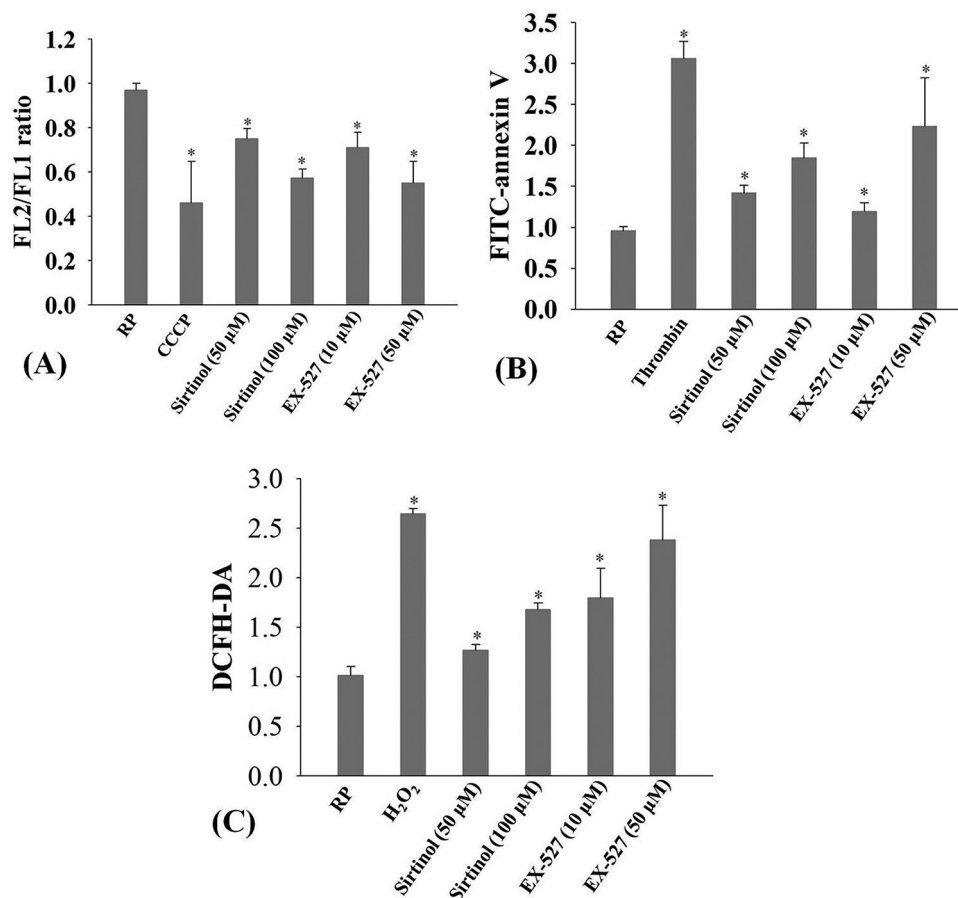 1.2
1.0
0.8
0.6
0.4
0.2
0.0
FL2/FL1 ratio
*
*
*
*
*
RP
CCCP
Sirtinol (50 µM)
Sirtinol (100 µM)
EX-527 (10 µM)
EX-527 (50 µM)
(A)
3.5
3.0
2.5
2.0
1.5
1.0
0.5
0.0
FITC-annexin V
*
*
*
*
*
RP
Thrombin
Sirtinol (50 µM)
Sirtinol (100 µM)
EX-527 (10 µM)
EX-527 (50 µM)
(B)
3.0
2.5
2.0
1.5
1.0
0.5
0.0
DCFH-DA
*
*
*
*
*
RP
H₂O₂
Sirtinol (50 µM)
Sirtinol (100 µM)
EX-527 (10 µM)
EX-527 (50 µM)
(C)